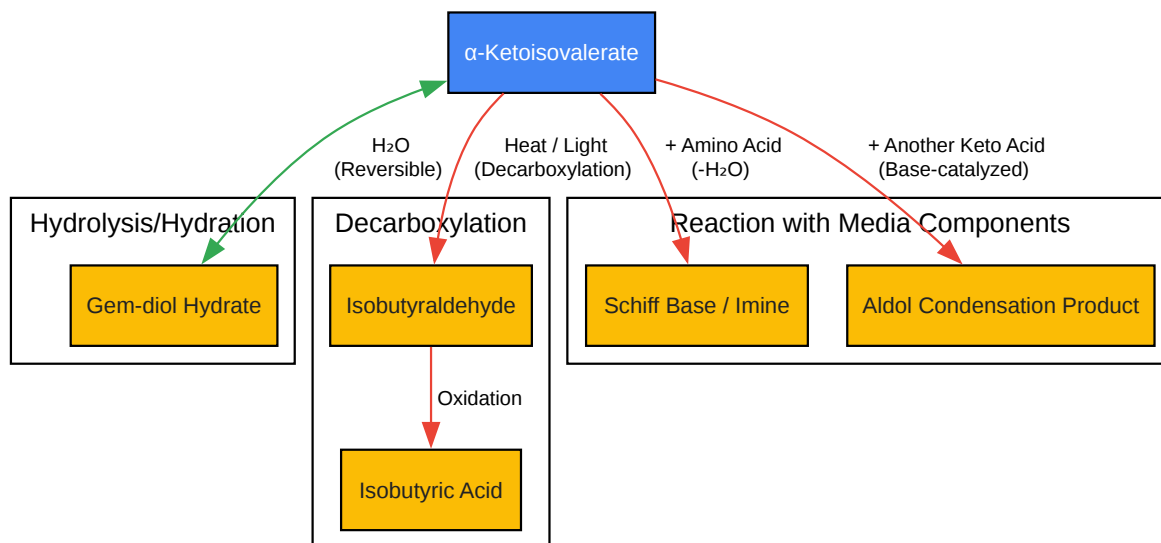 α-Ketoisovalerate
H₂O
(Reversible)
Heat / Light
(Decarboxylation)
+ Amino Acid
(-H₂O)
+ Another Keto Acid
(Base-catalyzed)
Hydrolysis/Hydration
Decarboxylation
Reaction with Media Components
Gem-diol Hydrate
Isobutyraldehyde
Schiff Base / Imine
Aldol Condensation Product
Oxidation
Isobutyric Acid